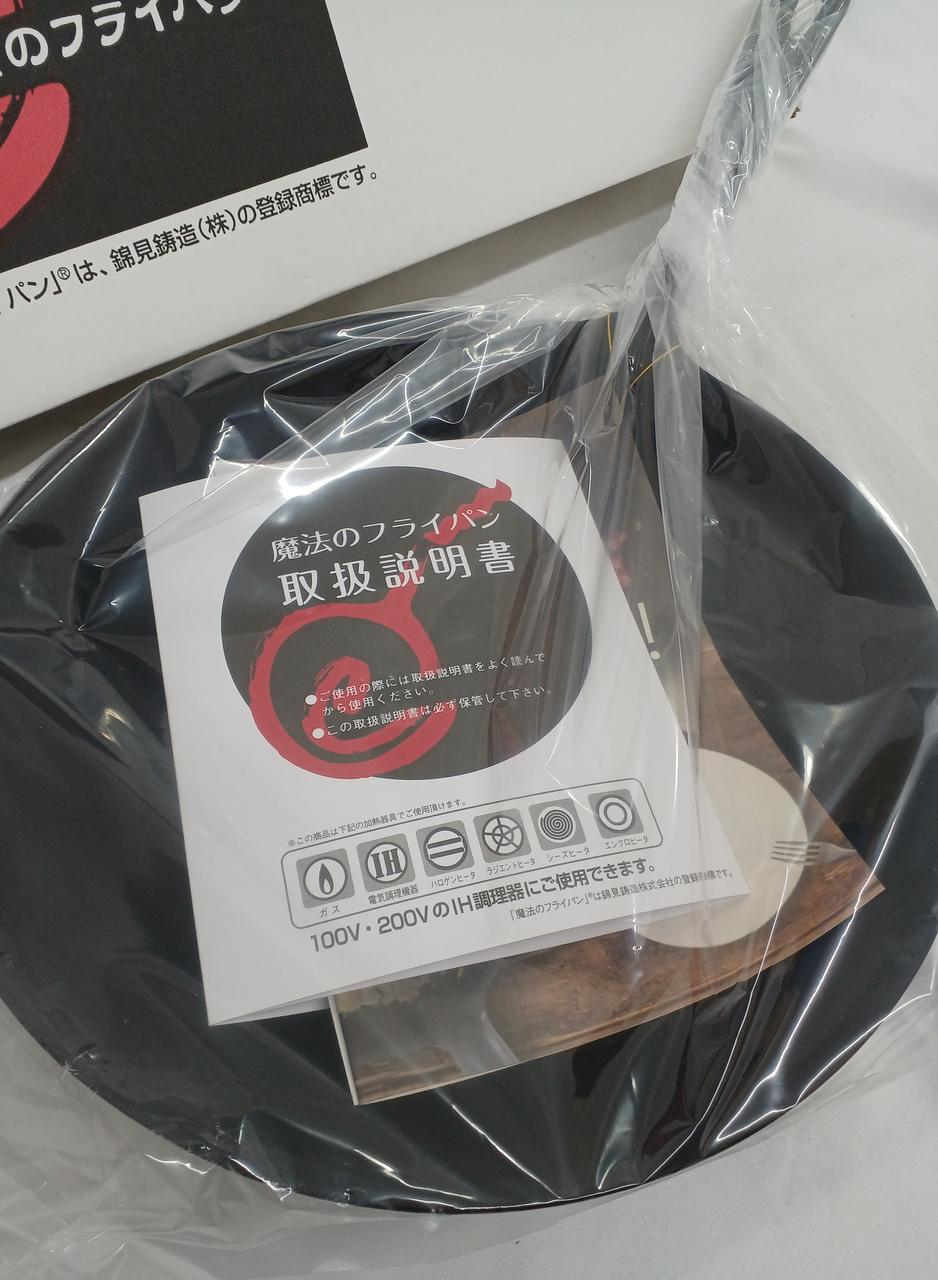 のフライパン
パン」®は、錦見鋳造(株)の登録商標です。
魔法のフライパン
取扱説明書
●ご使用の際には取扱説明書をよく読んで
から使用ください。
●この取扱説明書は必ず保管して下さい。
※この商品は下記の加熱器具でご使用頂けます。
IH
ガス 電気調理機器 ハロゲンヒータ ラジエントヒータ シーズヒータ エンクロヒータ
100V・200VのIH調理器にご使用できます。
「魔法のフライパン」®は錦見鋳造株式会社の登録商標です。
!